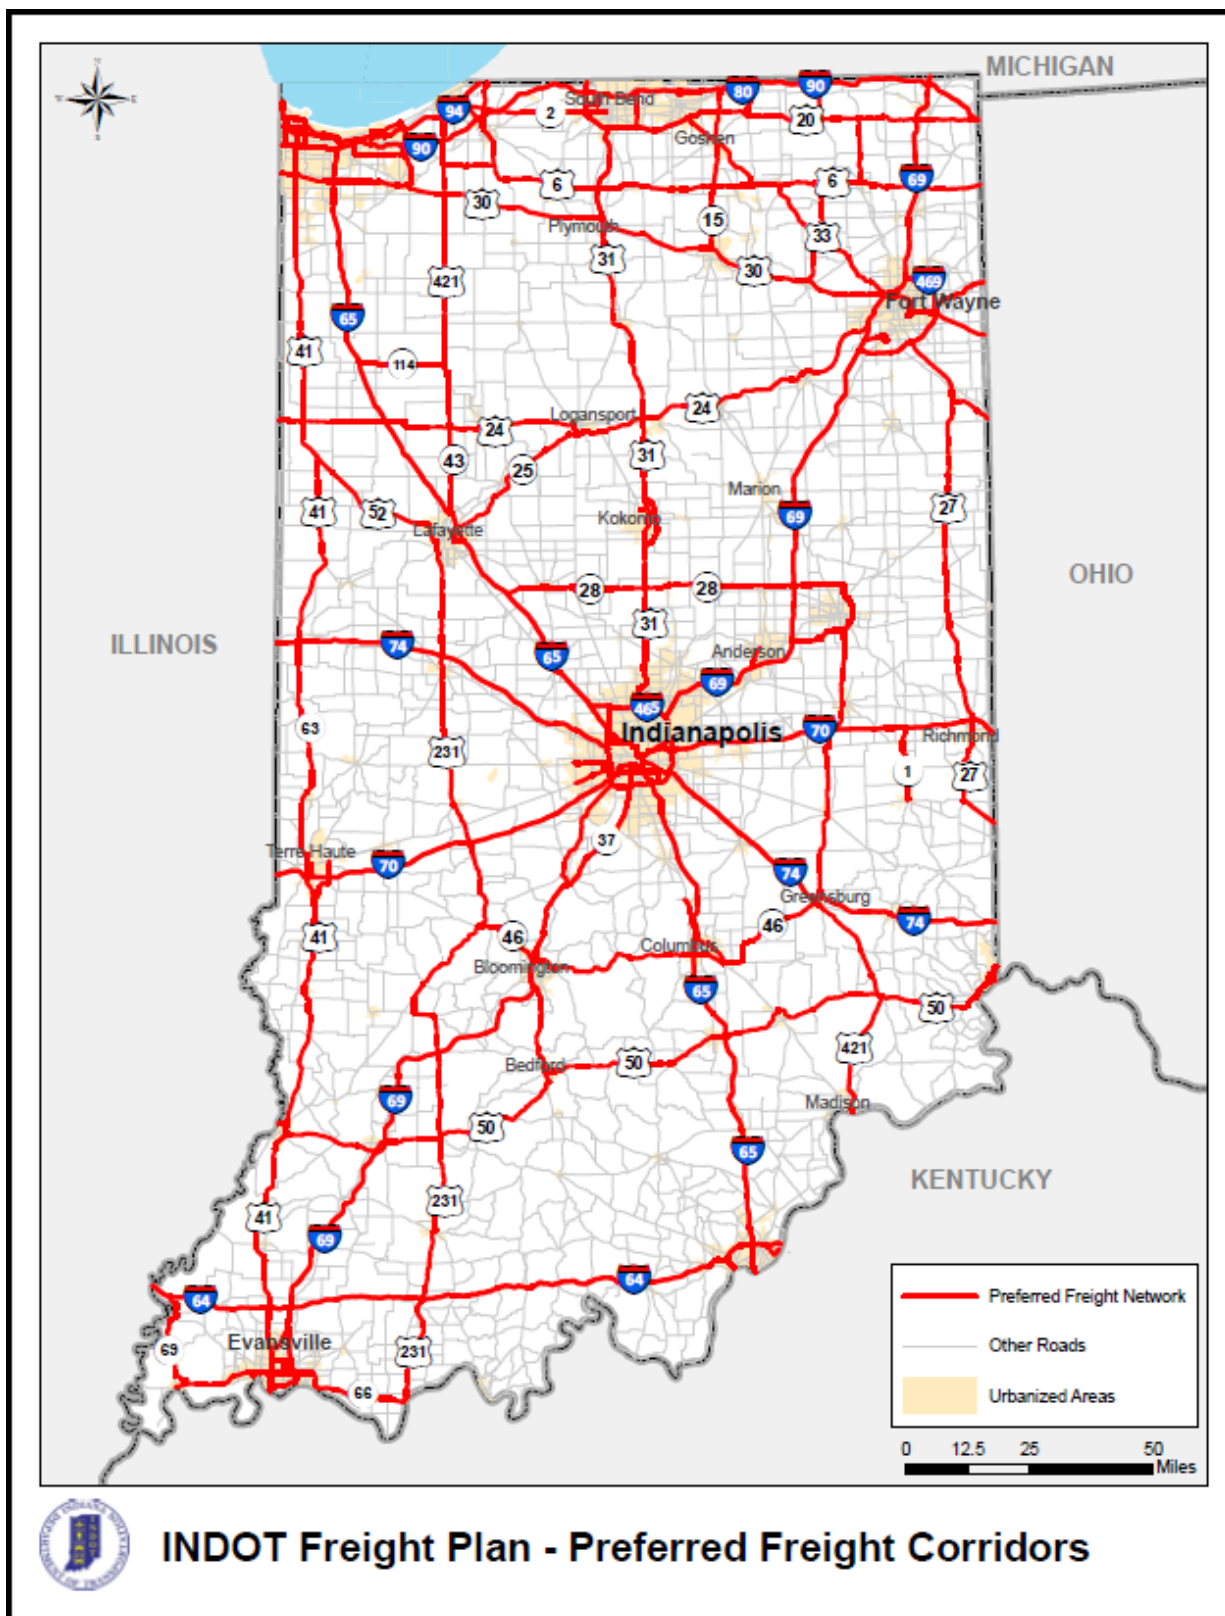 MICHIGAN
80
90
94
South Bend
2
20
Goshen
90
6
6
69
30
15
Plymouth
33
31
30
421
469
Fort Wayne
65
41
114
24
Logansport
24
43
31
25
Marion
41
52
27
Kokomo
69
Lafayette
OHIO
28
28
31
ILLINOIS
74
65
Anderson
69
465
63
Indianapolis
70
Richmond
231
1
27
37
Terre Haute
70
74
Greensburg
74
41
46
46
Columbus
Bloomington
65
50
421
Bedford
50
69
Madison
50
65
KENTUCKY
231
41
69
64
64
Preferred Freight Network
69
Evansville
231
Other Roads
66
Urbanized Areas
0 12.5 25 50
Miles
INDOT Freight Plan - Preferred Freight Corridors